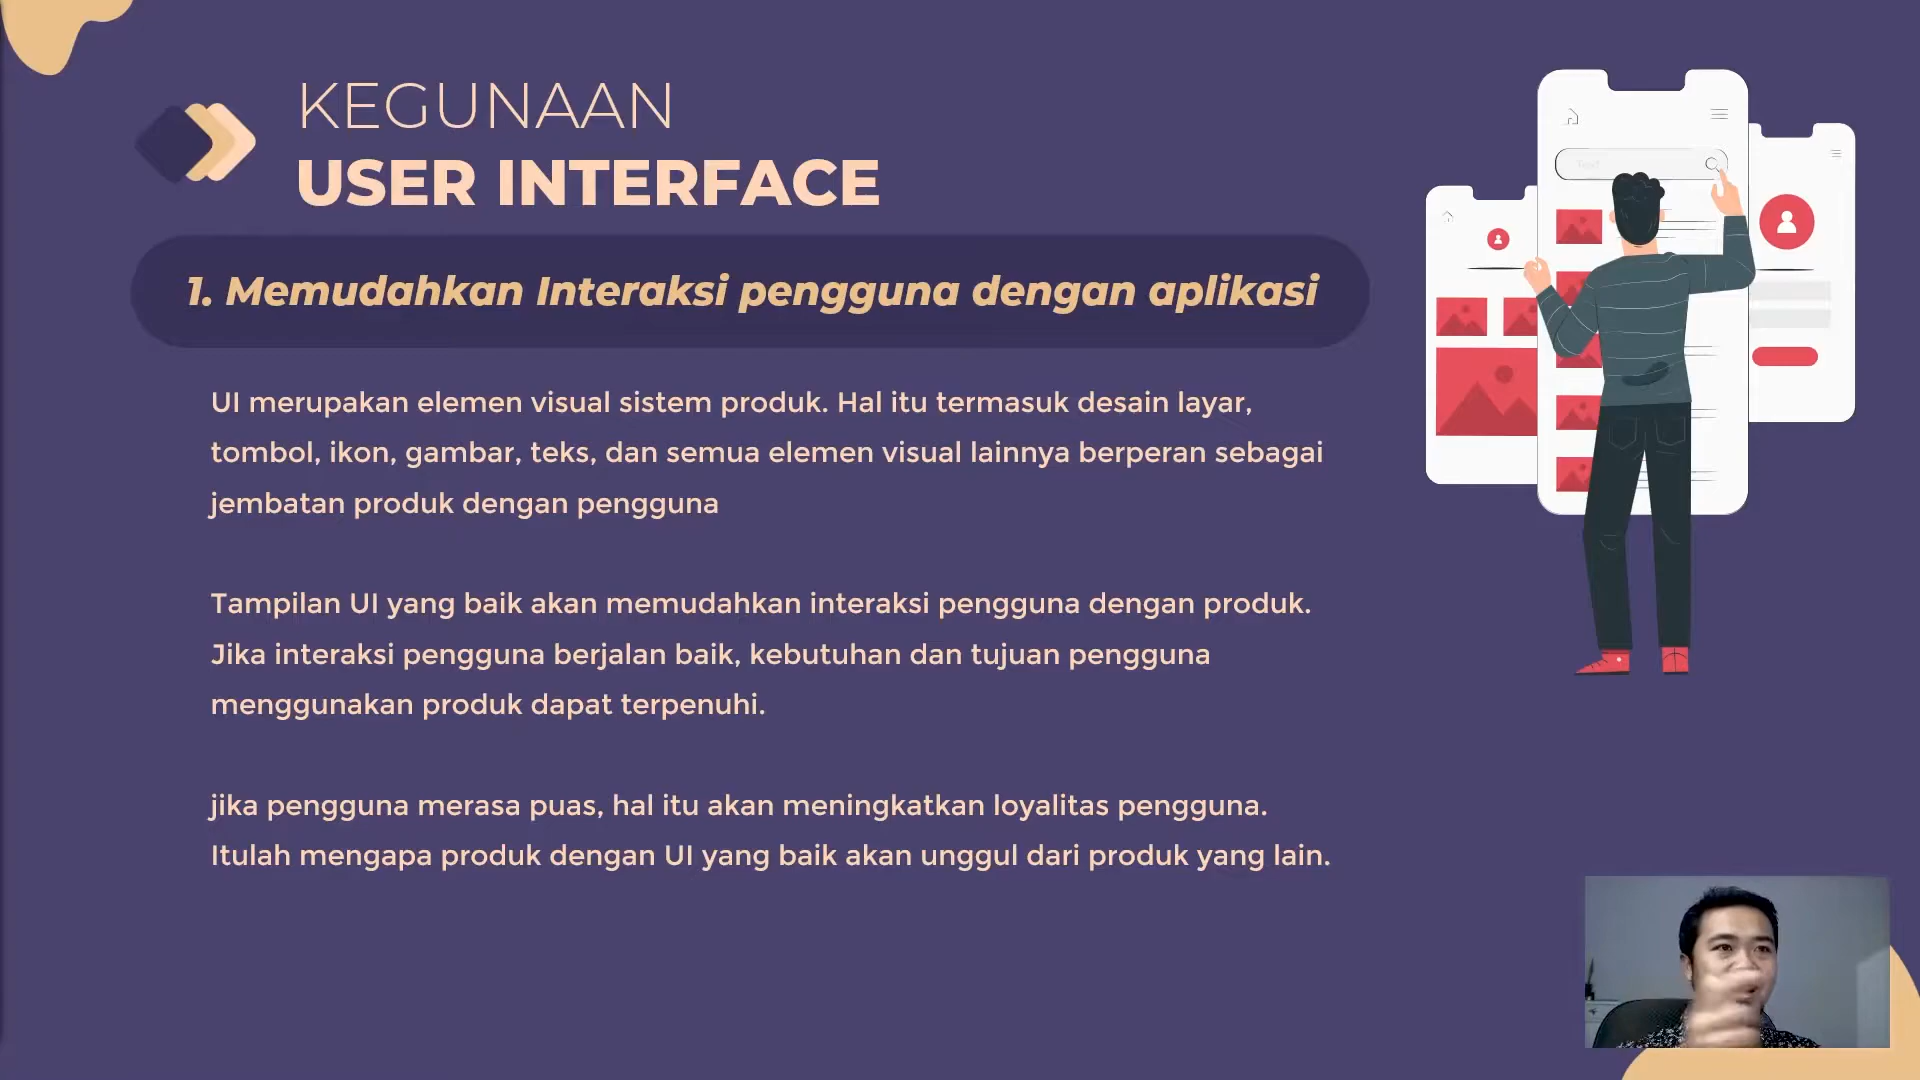 KEGUNAAN
USER INTERFACE
1. Memudahkan Interaksi pengguna dengan aplikasi
UI merupakan elemen visual sistem produk. Hal itu termasuk desain layar,
tombol, ikon, gambar, teks, dan semua elemen visual lainnya berperan sebagai
jembatan produk dengan pengguna
Tampilan UI yang baik akan memudahkan interaksi pengguna dengan produk.
Jika interaksi pengguna berjalan baik, kebutuhan dan tujuan pengguna
menggunakan produk dapat terpenuhi.
jika pengguna merasa puas, hal itu akan meningkatkan loyalitas pengguna.
Itulah mengapa produk dengan UI yang baik akan unggul dari produk yang lain.